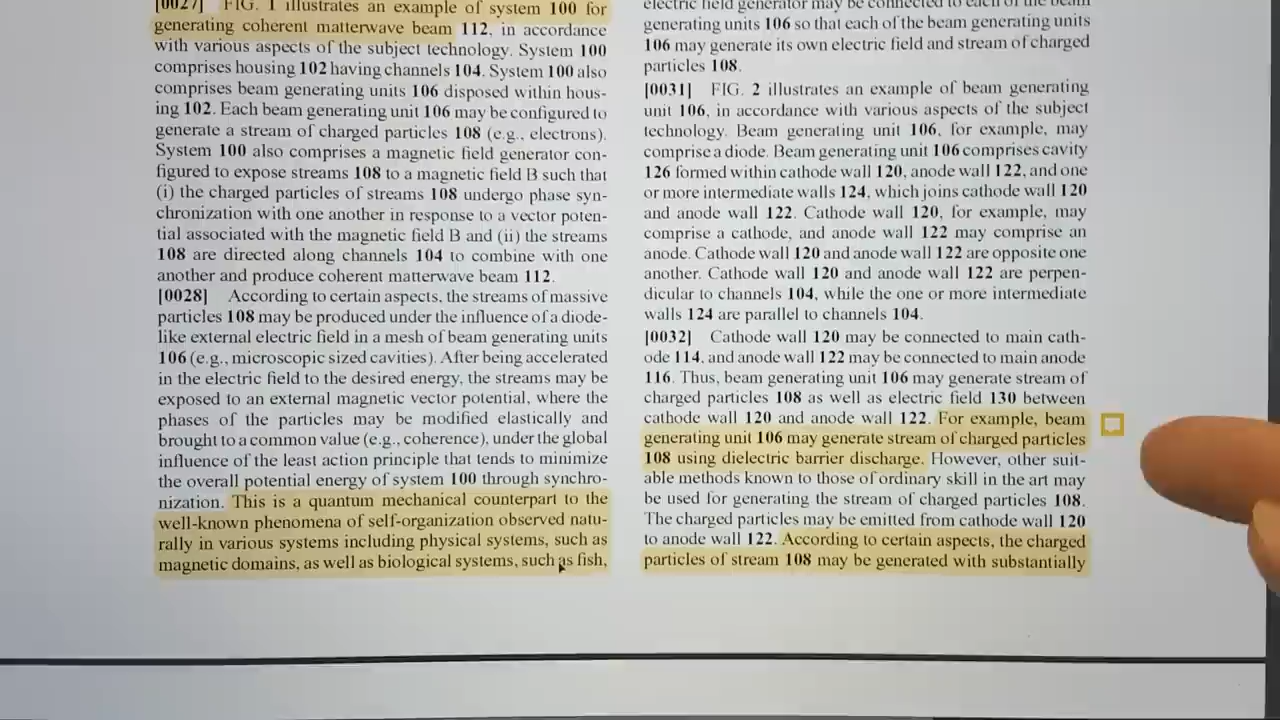 [0027] FIG. 1 illustrates an example of system 100 for
generating coherent matterwave beam 112, in accordance
with various aspects of the subject technology. System 100
comprises housing 102 having channels 104. System 100 also
comprises beam generating units 106 disposed within hous-
ing 102. Each beam generating unit 106 may be configured to
generate a stream of charged particles 108 (e.g., electrons).
System 100 also comprises a magnetic field generator con-
figured to expose streams 108 to a magnetic field B such that
(i) the charged particles of streams 108 undergo phase syn-
chronization with one another in response to a vector poten-
tial associated with the magnetic field B and (ii) the streams
108 are directed along channels 104 to combine with one
another and produce coherent matterwave beam 112.
[0028] According to certain aspects, the streams of massive
particles 108 may be produced under the influence of a diode-
like external electric field in a mesh of beam generating units
106 (e.g., microscopic sized cavities). After being accelerated
in the electric field to the desired energy, the streams may be
exposed to an external magnetic vector potential, where the
phases of the particles may be modified elastically and
brought to a common value (e.g., coherence), under the global
influence of the least action principle that tends to minimize
the overall potential energy of system 100 through synchro-
nization. This is a quantum mechanical counterpart to the
well-known phenomena of self-organization observed natu-
rally in various systems including physical systems, such as
magnetic domains, as well as biological systems, such as fish,
electric field generator may be connected to each of the beam
generating units 106 so that each of the beam generating units
106 may generate its own electric field and stream of charged
particles 108.
[0031] FIG. 2 illustrates an example of beam generating
unit 106, in accordance with various aspects of the subject
technology. Beam generating unit 106, for example, may
comprise a diode. Beam generating unit 106 comprises cavity
126 formed within cathode wall 120, anode wall 122, and one
or more intermediate walls 124, which joins cathode wall 120
and anode wall 122. Cathode wall 120, for example, may
comprise a cathode, and anode wall 122 may comprise an
anode. Cathode wall 120 and anode wall 122 are opposite one
another. Cathode wall 120 and anode wall 122 are perpen-
dicular to channels 104, while the one or more intermediate
walls 124 are parallel to channels 104.
[0032] Cathode wall 120 may be connected to main cath-
ode 114, and anode wall 122 may be connected to main anode
116. Thus, beam generating unit 106 may generate stream of
charged particles 108 as well as electric field 130 between
cathode wall 120 and anode wall 122. For example, beam
generating unit 106 may generate stream of charged particles
108 using dielectric barrier discharge. However, other suit-
able methods known to those of ordinary skill in the art may
be used for generating the stream of charged particles 108.
The charged particles may be emitted from cathode wall 120
to anode wall 122. According to certain aspects, the charged
particles of stream 108 may be generated with substantially